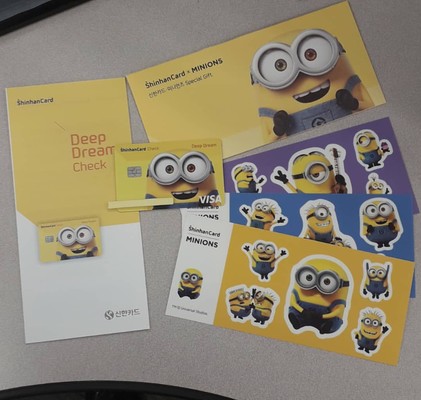 ShinhanCard × MINIONS
신한카드 미니언즈 Special Gift
ShinhanCard
Deep
Dream
Check
ShinhanCard Check
Deep Dream
VISA
MINIONS
ShinhanCard
MINIONS
신한카드